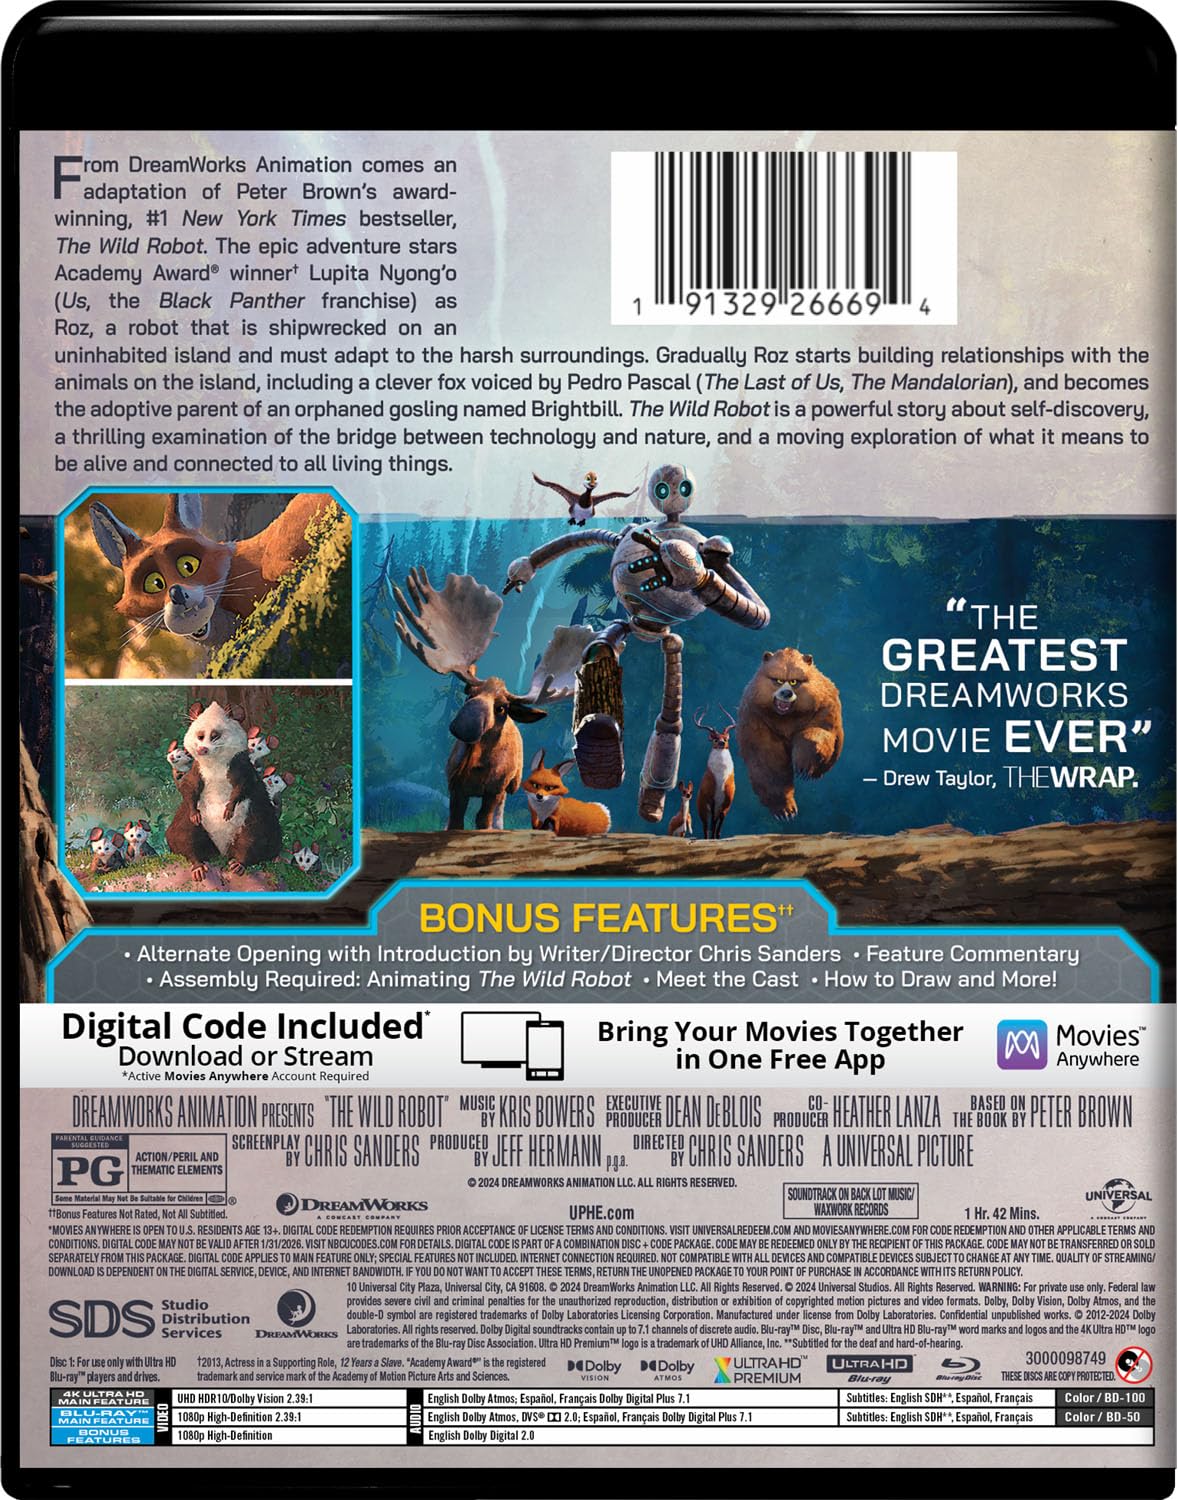 From DreamWorks Animation comes an
adaptation of Peter Brown's award-
winning, #1 New York Times bestseller,
The Wild Robot. The epic adventure stars
Academy Award® winner† Lupita Nyong'o
(Us, the Black Panther franchise) as
Roz, a robot that is shipwrecked on an
uninhabited island and must adapt to the harsh surroundings. Gradually Roz starts building relationships with the
animals on the island, including a clever fox voiced by Pedro Pascal (The Last of Us, The Mandalorian), and becomes
the adoptive parent of an orphaned gosling named Brightbill. The Wild Robot is a powerful story about self-discovery,
a thrilling examination of the bridge between technology and nature, and a moving exploration of what it means to
be alive and connected to all living things.
1 91329 26669 4
"THE
GREATEST
DREAMWORKS
MOVIE EVER"
– Drew Taylor, THEWRAP.
BONUS FEATURES††
• Alternate Opening with Introduction by Writer/Director Chris Sanders • Feature Commentary
• Assembly Required: Animating The Wild Robot • Meet the Cast • How to Draw and More!
Digital Code Included*
Download or Stream
*Active Movies Anywhere Account Required
Bring Your Movies Together
in One Free App
Movies™
Anywhere
DREAMWORKS ANIMATION PRESENTS "THE WILD ROBOT" MUSIC BY KRIS BOWERS EXECUTIVE PRODUCER DEAN DeBLOIS CO-PRODUCER HEATHER LANZA BASED ON THE BOOK BY PETER BROWN
SCREENPLAY BY CHRIS SANDERS PRODUCED BY JEFF HERMANN p.g.a. DIRECTED BY CHRIS SANDERS A UNIVERSAL PICTURE
PARENTAL GUIDANCE SUGGESTED
PG
ACTION/PERIL AND
THEMATIC ELEMENTS
Some Material May Not Be Suitable for Children ®
© 2024 DREAMWORKS ANIMATION LLC. ALL RIGHTS RESERVED.
††Bonus Features Not Rated, Not All Subtitled.
DREAMWORKS
A COMCAST COMPANY
UPHE.com
SOUNDTRACK ON BACK LOT MUSIC/
WAXWORK RECORDS
1 Hr. 42 Mins.
UNIVERSAL
A COMCAST COMPANY
*MOVIES ANYWHERE IS OPEN TO U.S. RESIDENTS AGE 13+. DIGITAL CODE REDEMPTION REQUIRES PRIOR ACCEPTANCE OF LICENSE TERMS AND CONDITIONS. VISIT UNIVERSALREDEEM.COM AND MOVIESANYWHERE.COM FOR CODE REDEMPTION AND OTHER APPLICABLE TERMS AND
CONDITIONS. DIGITAL CODE MAY NOT BE VALID AFTER 1/31/2026. VISIT NBCUCODES.COM FOR DETAILS. DIGITAL CODE IS PART OF A COMBINATION DISC + CODE PACKAGE. CODE MAY BE REDEEMED ONLY BY THE RECIPIENT OF THIS PACKAGE. CODE MAY NOT BE TRANSFERRED OR SOLD
SEPARATELY FROM THIS PACKAGE. DIGITAL CODE APPLIES TO MAIN FEATURE ONLY; SPECIAL FEATURES NOT INCLUDED. INTERNET CONNECTION REQUIRED. NOT COMPATIBLE WITH ALL DEVICES AND COMPATIBLE DEVICES SUBJECT TO CHANGE AT ANY TIME. QUALITY OF STREAMING/
DOWNLOAD IS DEPENDENT ON THE DIGITAL SERVICE, DEVICE, AND INTERNET BANDWIDTH. IF YOU DO NOT WANT TO ACCEPT THESE TERMS, RETURN THE UNOPENED PACKAGE TO YOUR POINT OF PURCHASE IN ACCORDANCE WITH ITS RETURN POLICY.
SDS Studio
Distribution
Services
DREAMWORKS
10 Universal City Plaza, Universal City, CA 91608. © 2024 DreamWorks Animation LLC. All Rights Reserved. © 2024 Universal Studios. All Rights Reserved. WARNING: For private use only. Federal law
provides severe civil and criminal penalties for the unauthorized reproduction, distribution or exhibition of copyrighted motion pictures and video formats. Dolby, Dolby Vision, Dolby Atmos, and the
double-D symbol are registered trademarks of Dolby Laboratories Licensing Corporation. Manufactured under license from Dolby Laboratories. Confidential unpublished works. © 2012-2024 Dolby
Laboratories. All rights reserved. Dolby Digital soundtracks contain up to 7.1 channels of discrete audio. Blu-ray™ Disc, Blu-ray™ and Ultra HD Blu-ray™ word marks and logos and the 4K Ultra HD™ logo
are trademarks of the Blu-ray Disc Association. Ultra HD Premium™ logo is a trademark of UHD Alliance, Inc. **Subtitled for the deaf and hard-of-hearing.
Disc 1: For use only with Ultra HD
Blu-ray™ players and drives.
†2013, Actress in a Supporting Role, 12 Years a Slave. "Academy Award®" is the registered
trademark and service mark of the Academy of Motion Picture Arts and Sciences.
Dolby
VISION
Dolby
ATMOS
ULTRAHD™
PREMIUM
ULTRAHD
Blu-ray
Blu-ray Disc
3000098749
THESE DISCS ARE COPY PROTECTED.
4K ULTRA HD
MAIN FEATURE
BLU-RAY™
MAIN FEATURE
BONUS
FEATURES
VIDEO
UHD HDR10/Dolby Vision 2.39:1
1080p High-Definition 2.39:1
1080p High-Definition
AUDIO
English Dolby Atmos; Español, Français Dolby Digital Plus 7.1
English Dolby Atmos, DVS® 2.0; Español, Français Dolby Digital Plus 7.1
English Dolby Digital 2.0
Subtitles: English SDH**, Español, Français
Subtitles: English SDH**, Español, Français
Color / BD-100
Color / BD-50